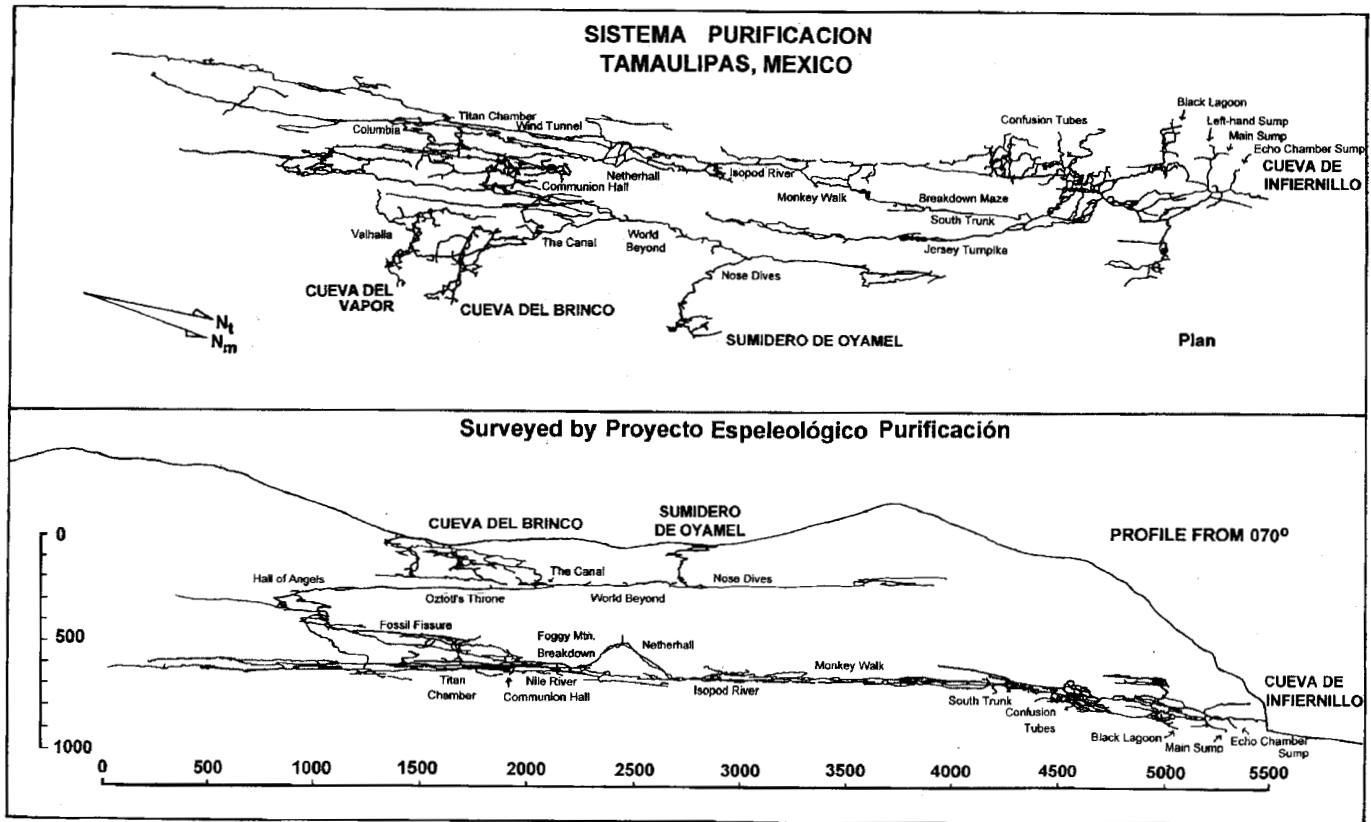 SISTEMA PURIFICACION
TAMAULIPAS, MEXICO
Black Lagoon
Left-hand Sump
Main Sump
Echo Chamber Sump
CUEVA DE
INFIERNILLO
Titan Chamber
Columbia
Wind Tunnel
Confusion Tubes
Netherhall
Isopod River
Communion Hall
Monkey Walk
Breakdown Maze
South Trunk
Valhalla
The Canal
World
Beyond
Jersey Turnpike
Nose Dives
CUEVA DEL
VAPOR
CUEVA DEL BRINCO
SUMIDERO DE OYAMEL
Nt
Nm
Plan
Surveyed by Proyecto Espeleológico Purificación
CUEVA DEL BRINCO
SUMIDERO
DE OYAMEL
PROFILE FROM 070º
0
500
1000
Hall of Angels
The Canal
Nose Dives
Oztotl's Throne
World Beyond
Fossil Fissure
Foggy Mtn.
Breakdown
Netherhall
Monkey Walk
Titan
Chamber
Nile River
Communion Hall
Isopod River
South Trunk
Confusion
Tubes
Black Lagoon
Main Sump
Echo Chamber
Sump
CUEVA DE
INFIERNILLO
0 500 1000 1500 2000 2500 3000 3500 4000 4500 5000 5500